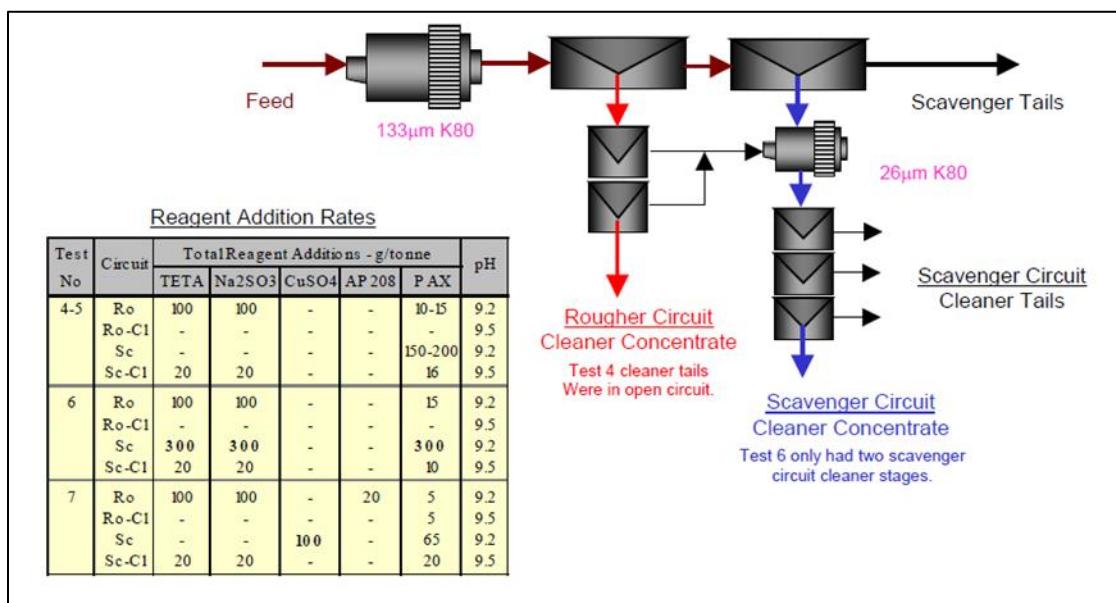 Feed
133μm K80
Scavenger Tails
26μm K80
Reagent Addition Rates
Test No Circuit Total Reagent Additions - g/tonne pH
TETA Na2SO3 CuSO4 AP 208 PAX
4-5 Ro 100 100 - - 10-15 9.2
Ro-C1 - - - - - 9.5
Sc - - - - 150-200 9.2
Sc-C1 20 20 - - 16 9.5
6 Ro 100 100 - - 15 9.2
Ro-C1 - - - - - 9.5
Sc 300 300 - - 300 9.2
Sc-C1 20 20 - - 10 9.5
7 Ro 100 100 - 20 5 9.2
Ro-C1 - - - - 5 9.5
Sc - - 100 - 65 9.2
Sc-C1 20 20 - - 20 9.5
Rougher Circuit
Cleaner Concentrate
Test 4 cleaner tails
Were in open circuit.
Scavenger Circuit
Cleaner Tails
Scavenger Circuit
Cleaner Concentrate
Test 6 only had two scavenger
circuit cleaner stages.